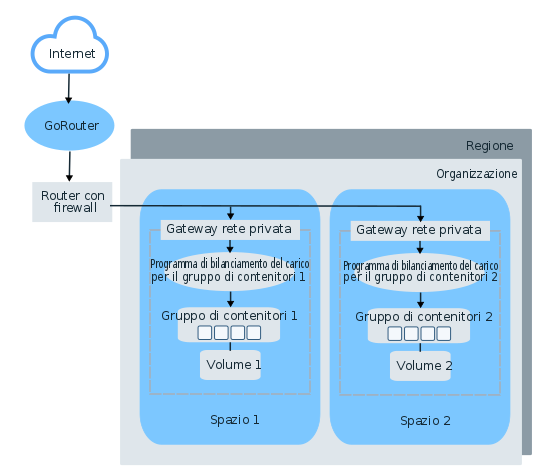 Internet
GoRouter
Regione
Organizzazione
Router con
firewall
Gateway rete privata
Programma di bilanciamento del carico
per il gruppo di contenitori 1
Gruppo di contenitori 1
Volume 1
Spazio 1
Gateway rete privata
Programma di bilanciamento del carico
per il gruppo di contenitori 2
Gruppo di contenitori 2
Volume 2
Spazio 2